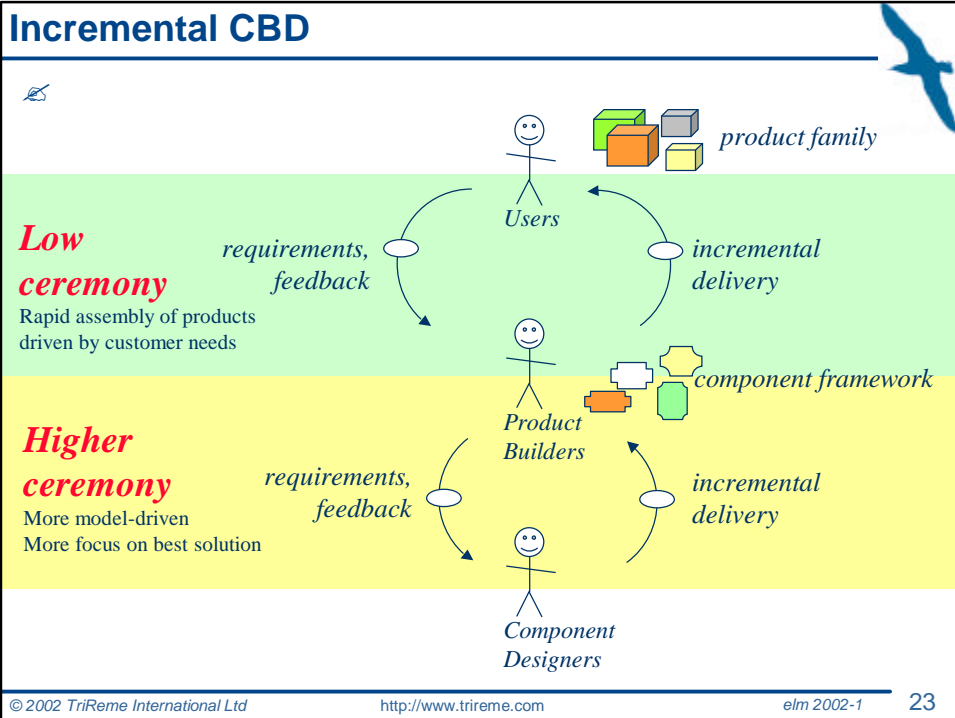 Incremental CBD
product family
Users
Low
ceremony
Rapid assembly of products
driven by customer needs
requirements,
feedback
incremental
delivery
component framework
Product
Builders
Higher
ceremony
More model-driven
More focus on best solution
requirements,
feedback
incremental
delivery
Component
Designers
© 2002 TriReme International Ltd
http://www.trireme.com
elm 2002-1
23